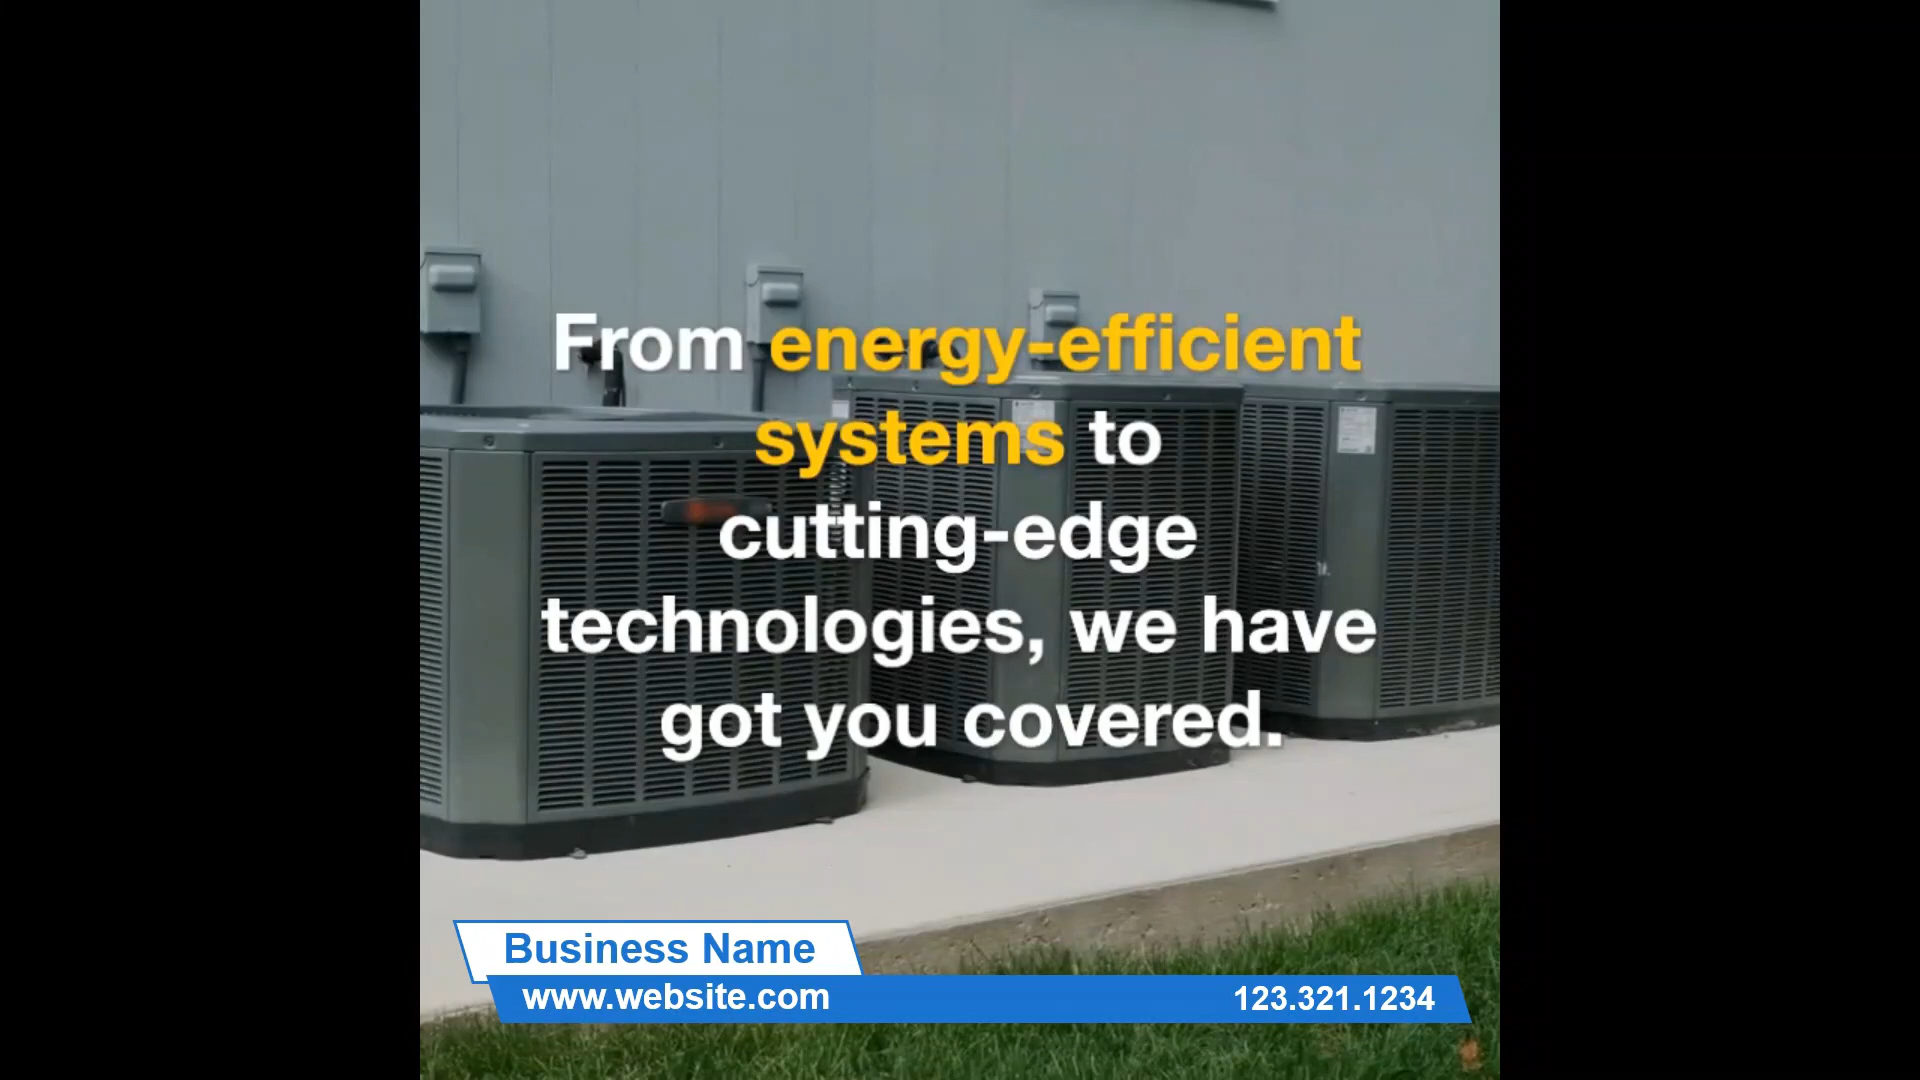 From energy-efficient
systems to
cutting-edge
technologies, we have
got you covered.
Business Name
www.website.com
123.321.1234